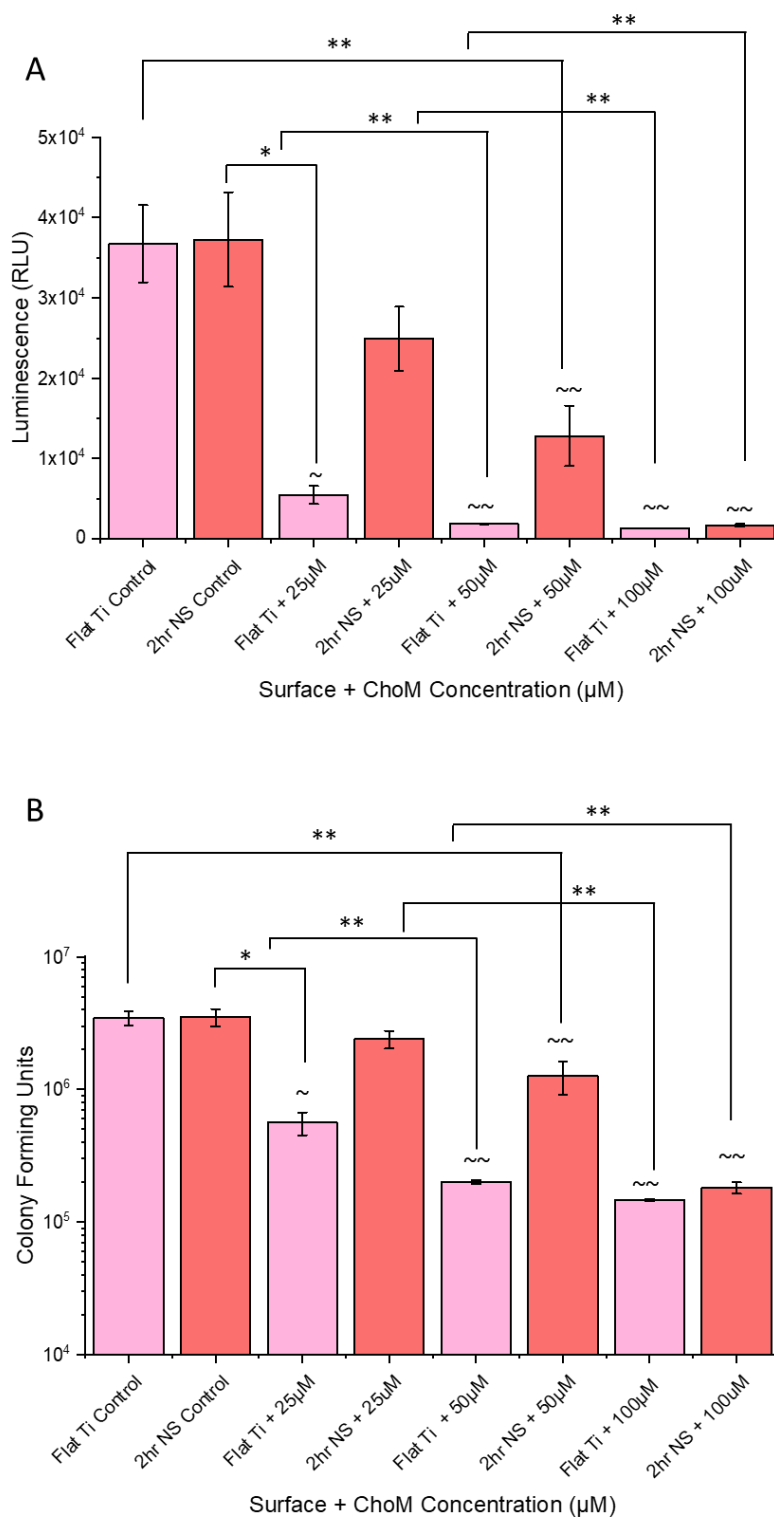 A
**
**
**
**
*
5x10⁴
4x10⁴
3x10⁴
2x10⁴
1x10⁴
0
Luminescence (RLU)
~
~~
~~
~~
~~
Flat Ti Control
2hr NS Control
Flat Ti + 25µM
2hr NS + 25uM
Flat Ti + 50µM
2hr NS + 50µM
Flat Ti + 100µM
2hr NS + 100uM
Surface + ChoM Concentration (µM)
B
**
**
**
**
*
10⁷
10⁶
10⁵
10⁴
Colony Forming Units
~
~~
~~
~~
~~
Flat Ti Control
2hr NS Control
Flat Ti + 25µM
2hr NS + 25uM
Flat Ti + 50µM
2hr NS + 50µM
Flat Ti + 100µM
2hr NS + 100uM
Surface + ChoM Concentration (µM)